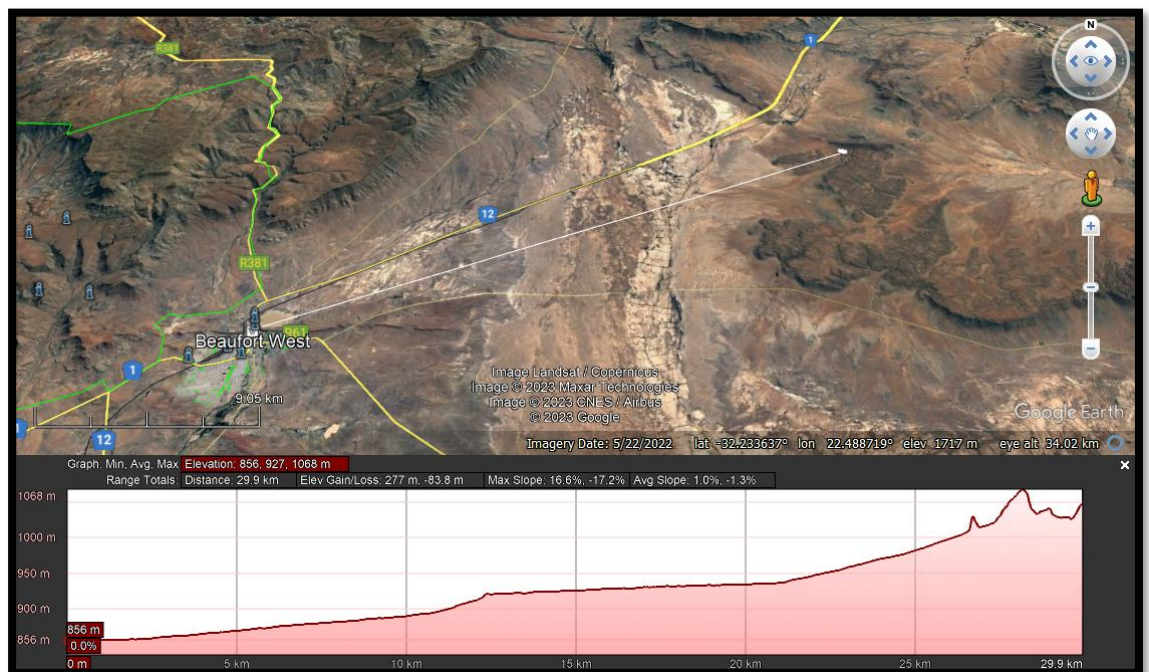 R381
1
N
12
R381
R61
Beaufort West
1
9.05 km
Image Landsat / Copernicus
Image © 2023 Maxar Technologies
Image © 2023 CNES / Airbus
© 2023 Google
Google Earth
1
12
Imagery Date: 5/22/2022 lat -32.233637° lon 22.488719° elev 1717 m eye alt 34.02 km
Graph: Min, Avg, Max Elevation: 856, 927, 1068 m
Range Totals: Distance: 29.9 km Elev Gain/Loss: 277 m, -83.8 m Max Slope: 16.6%, -17.2% Avg Slope: 1.0%, -1.3%
1068 m
1000 m
950 m
900 m
856 m
856 m
0.0%
0 m 5 km 10 km 15 km 20 km 25 km 29.9 km